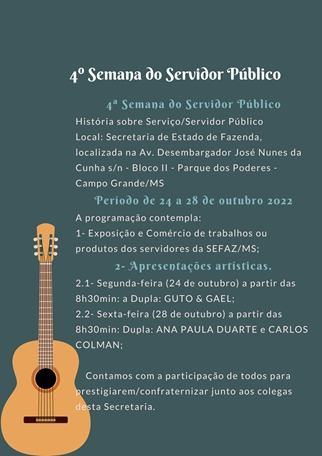 4º Semana do Servidor Público
4ª Semana do Servidor Público
História sobre Serviço/Servidor Público
Local: Secretaria de Estado de Fazenda,
localizada na Av. Desembargador José Nunes da
Cunha s/n - Bloco II - Parque dos Poderes -
Campo Grande/MS
Período de 24 a 28 de outubro 2022
A programação contempla:
1- Exposição e Comércio de trabalhos ou
produtos dos servidores da SEFAZ/MS;
2- Apresentações artísticas.
2.1- Segunda-feira (24 de outubro) a partir das
8h30min: a Dupla: GUTO & GAEL;
2.2- Sexta-feira (28 de outubro) a partir das
8h30min: Dupla: ANA PAULA DUARTE e CARLOS
COLMAN;
Contamos com a participação de todos para
prestigiarem/confraternizar junto aos colegas
desta Secretaria.